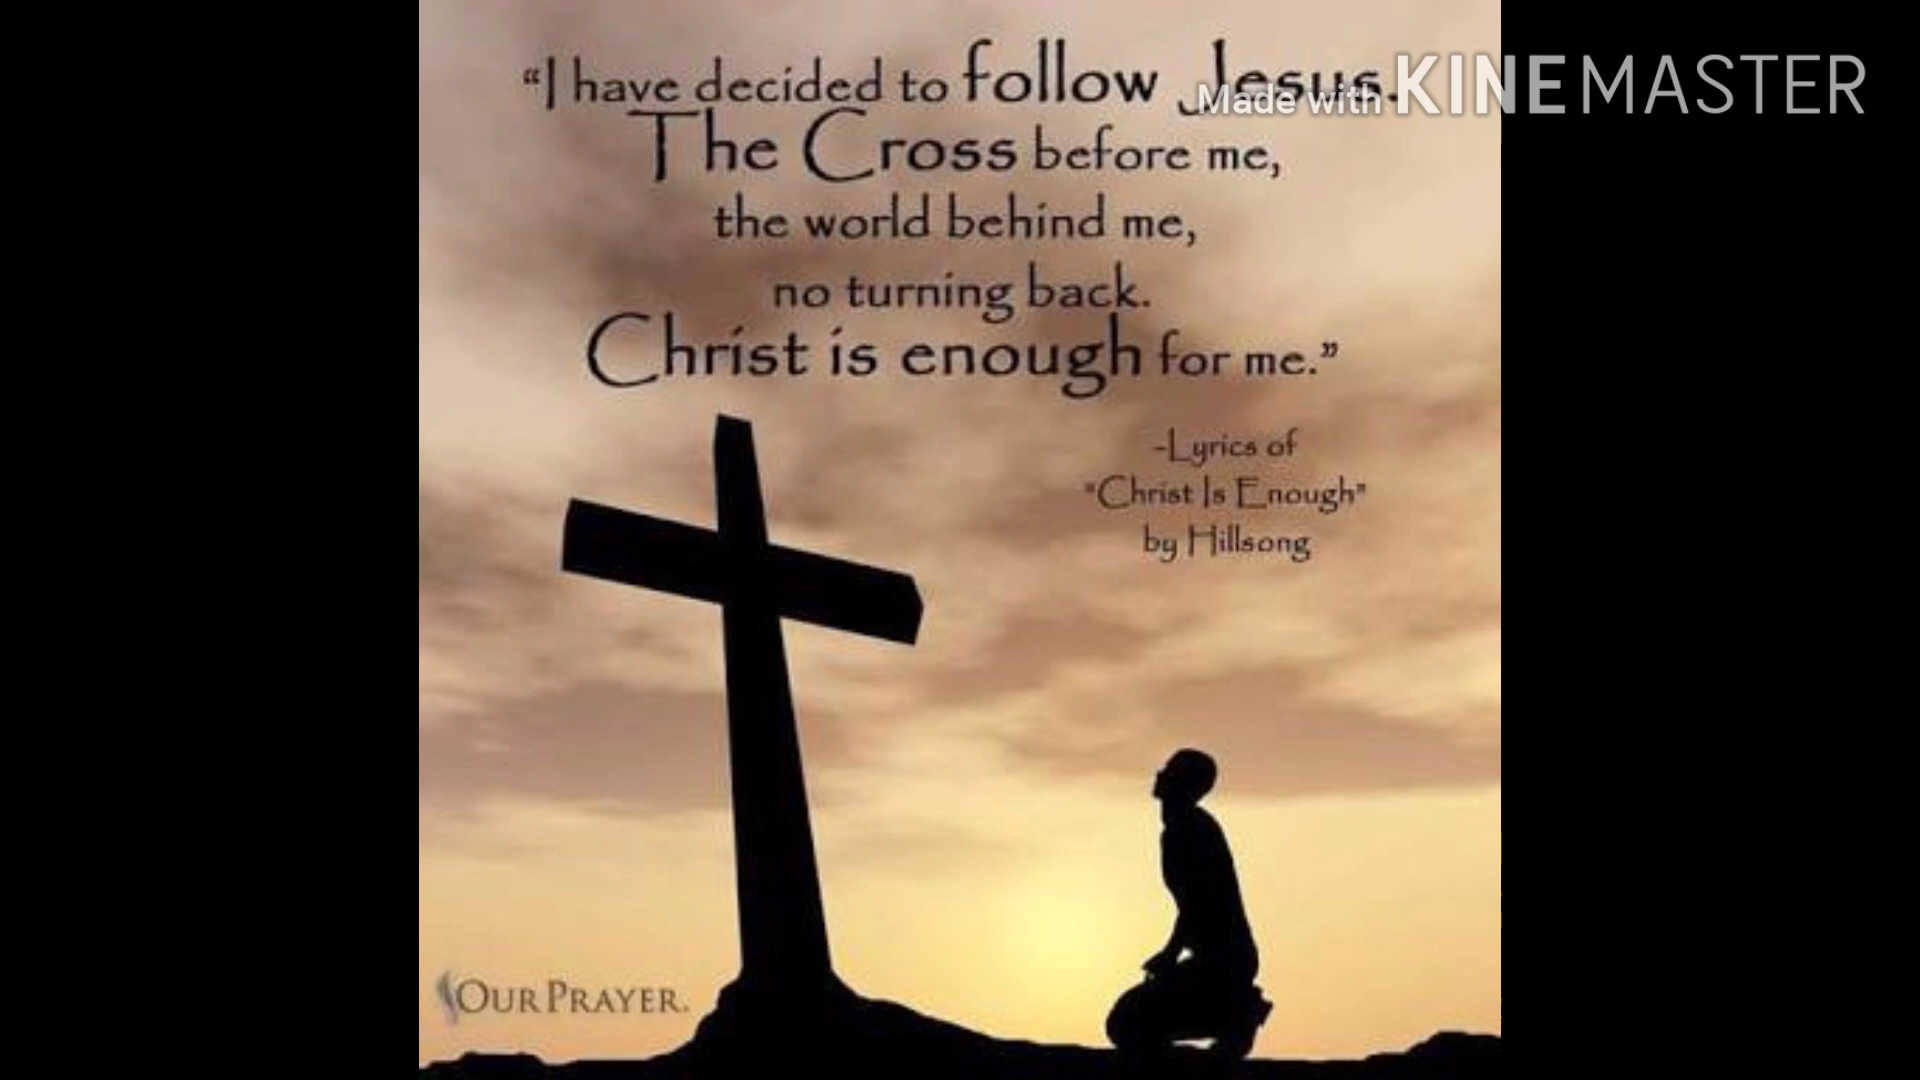 “I have decided to follow Jesus.
Made with KINEMASTER
The Cross before me,
the world behind me,
no turning back.
Christ is enough for me.”
-Lyrics of
"Christ Is Enough"
by Hillsong
OUR PRAYER.